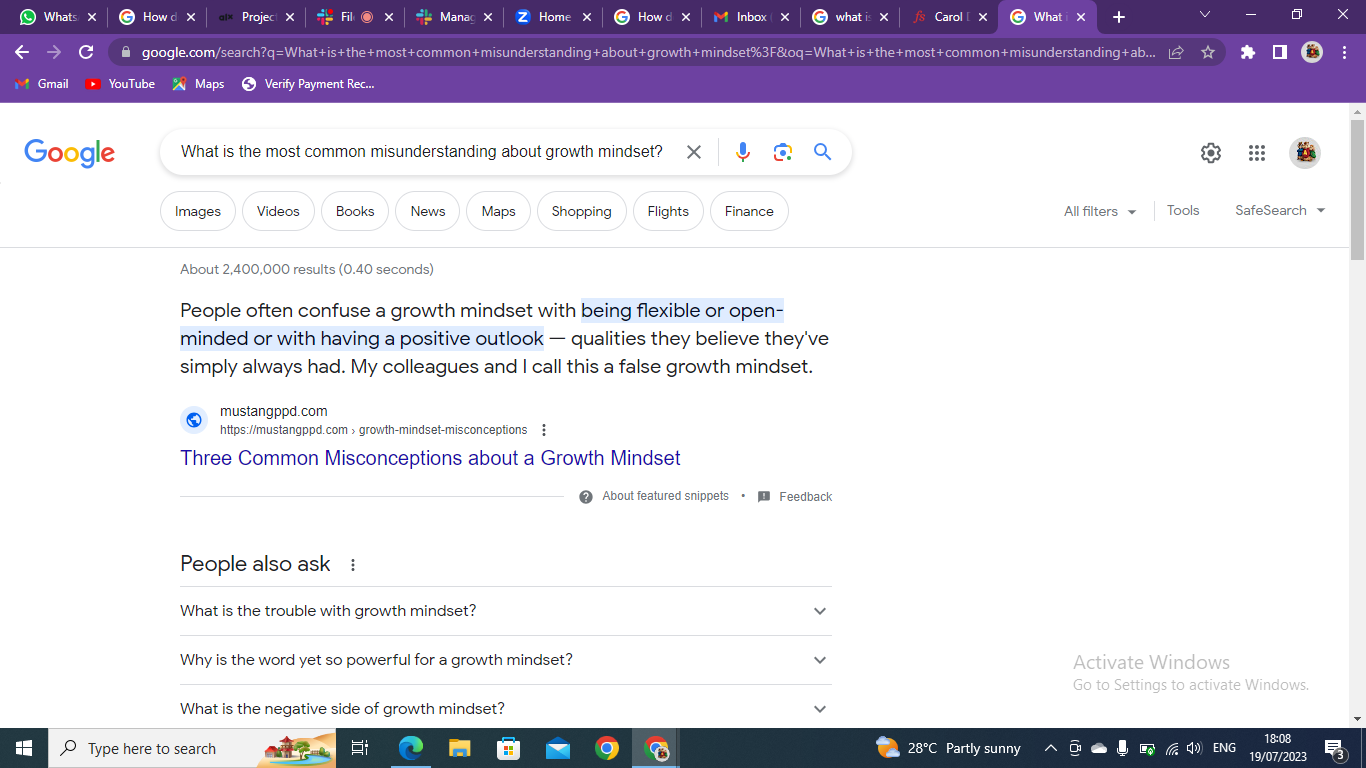 Whats
How d
alx Project
File
Manag
Home
How d
Inbox
what is
fs Carol D
What i
google.com/search?q=What+is+the+most+common+misunderstanding+about+growth+mindset%3F&oq=What+is+the+most+common+misunderstanding+ab...
Gmail YouTube Maps Verify Payment Rec...
Google
What is the most common misunderstanding about growth mindset?
Images Videos Books News Maps Shopping Flights Finance All filters Tools SafeSearch
About 2,400,000 results (0.40 seconds)
People often confuse a growth mindset with being flexible or open-
minded or with having a positive outlook — qualities they believe they've
simply always had. My colleagues and I call this a false growth mindset.
mustangppd.com
https://mustangppd.com › growth-mindset-misconceptions
Three Common Misconceptions about a Growth Mindset
About featured snippets • Feedback
People also ask
What is the trouble with growth mindset?
Why is the word yet so powerful for a growth mindset?
What is the negative side of growth mindset?
Activate Windows
Go to Settings to activate Windows.
Type here to search
28°C Partly sunny
ENG
18:08
19/07/2023
3